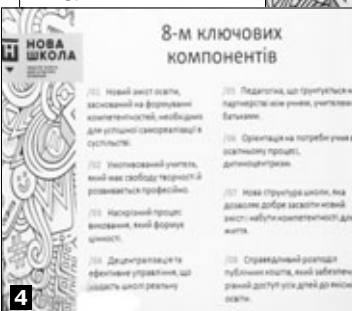 НОВА
ШКОЛА
8-м ключових
компонентів
/01 Новий зміст освіти,
заснований на формуванні
компетентностей, необхідних
для успішної самореалізації в
суспільстві.
/02 Умотивований учитель,
який має свободу творчості й
розвивається професійно.
/03 Наскрізний процес
виховання, який формує
цінності.
/04 Децентралізація та
ефективне управління, що
надасть школі реальну
/05 Педагогіка, що ґрунтується на
партнерстві між учнем, учителем
батьками.
/06 Орієнтація на потреби учня в
освітньому процесі,
дитиноцентризм.
/07 Нова структура школи, яка
дозволяє добре засвоїти новий
зміст і набути компетентності для
життя.
/08 Справедливий розподіл
публічних коштів, який забезпечує
рівний доступ усіх дітей до якісної
освіти.
4